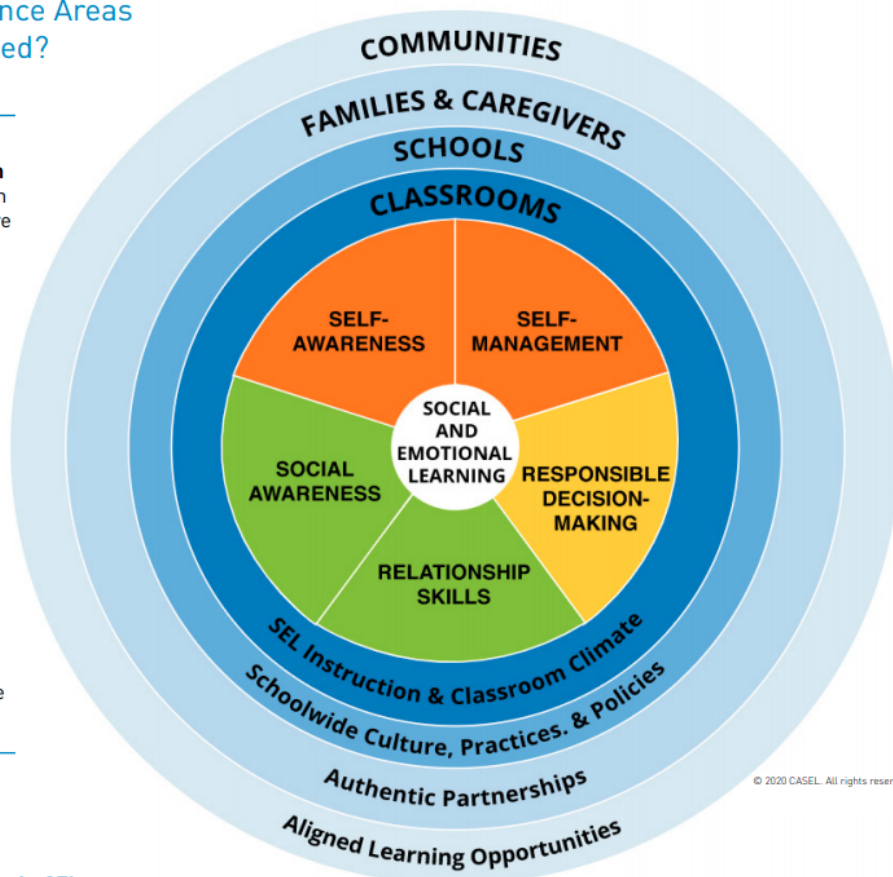 nce Areas
ed?
n
n
e
e
COMMUNITIES
FAMILIES & CAREGIVERS
SCHOOLS
CLASSROOMS
SELF-
AWARENESS
SELF-
MANAGEMENT
SOCIAL
AND
EMOTIONAL
LEARNING
SOCIAL
AWARENESS
RESPONSIBLE
DECISION-
MAKING
RELATIONSHIP
SKILLS
SEL Instruction & Classroom Climate
Schoolwide Culture, Practices. & Policies
Authentic Partnerships
Aligned Learning Opportunities
© 2020 CASEL. All rights reser